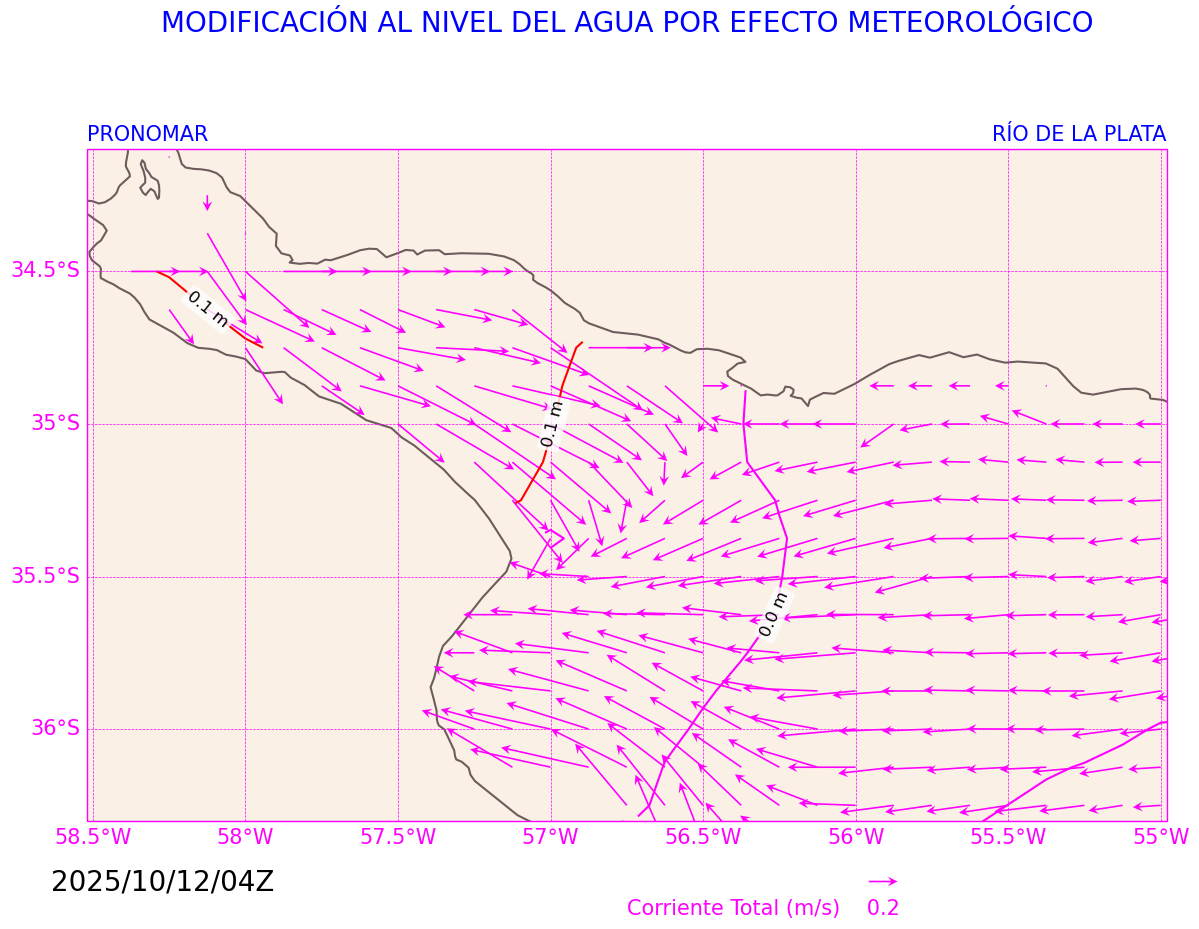 MODIFICACIÓN AL NIVEL DEL AGUA POR EFECTO METEOROLÓGICO
PRONOMAR
RÍO DE LA PLATA
34.5°S
35°S
35.5°S
36°S
0.1 m
0.1 m
0.0 m
58.5°W
58°W
57.5°W
57°W
56.5°W
56°W
55.5°W
55°W
2025/10/12/04Z
Corriente Total (m/s)
0.2